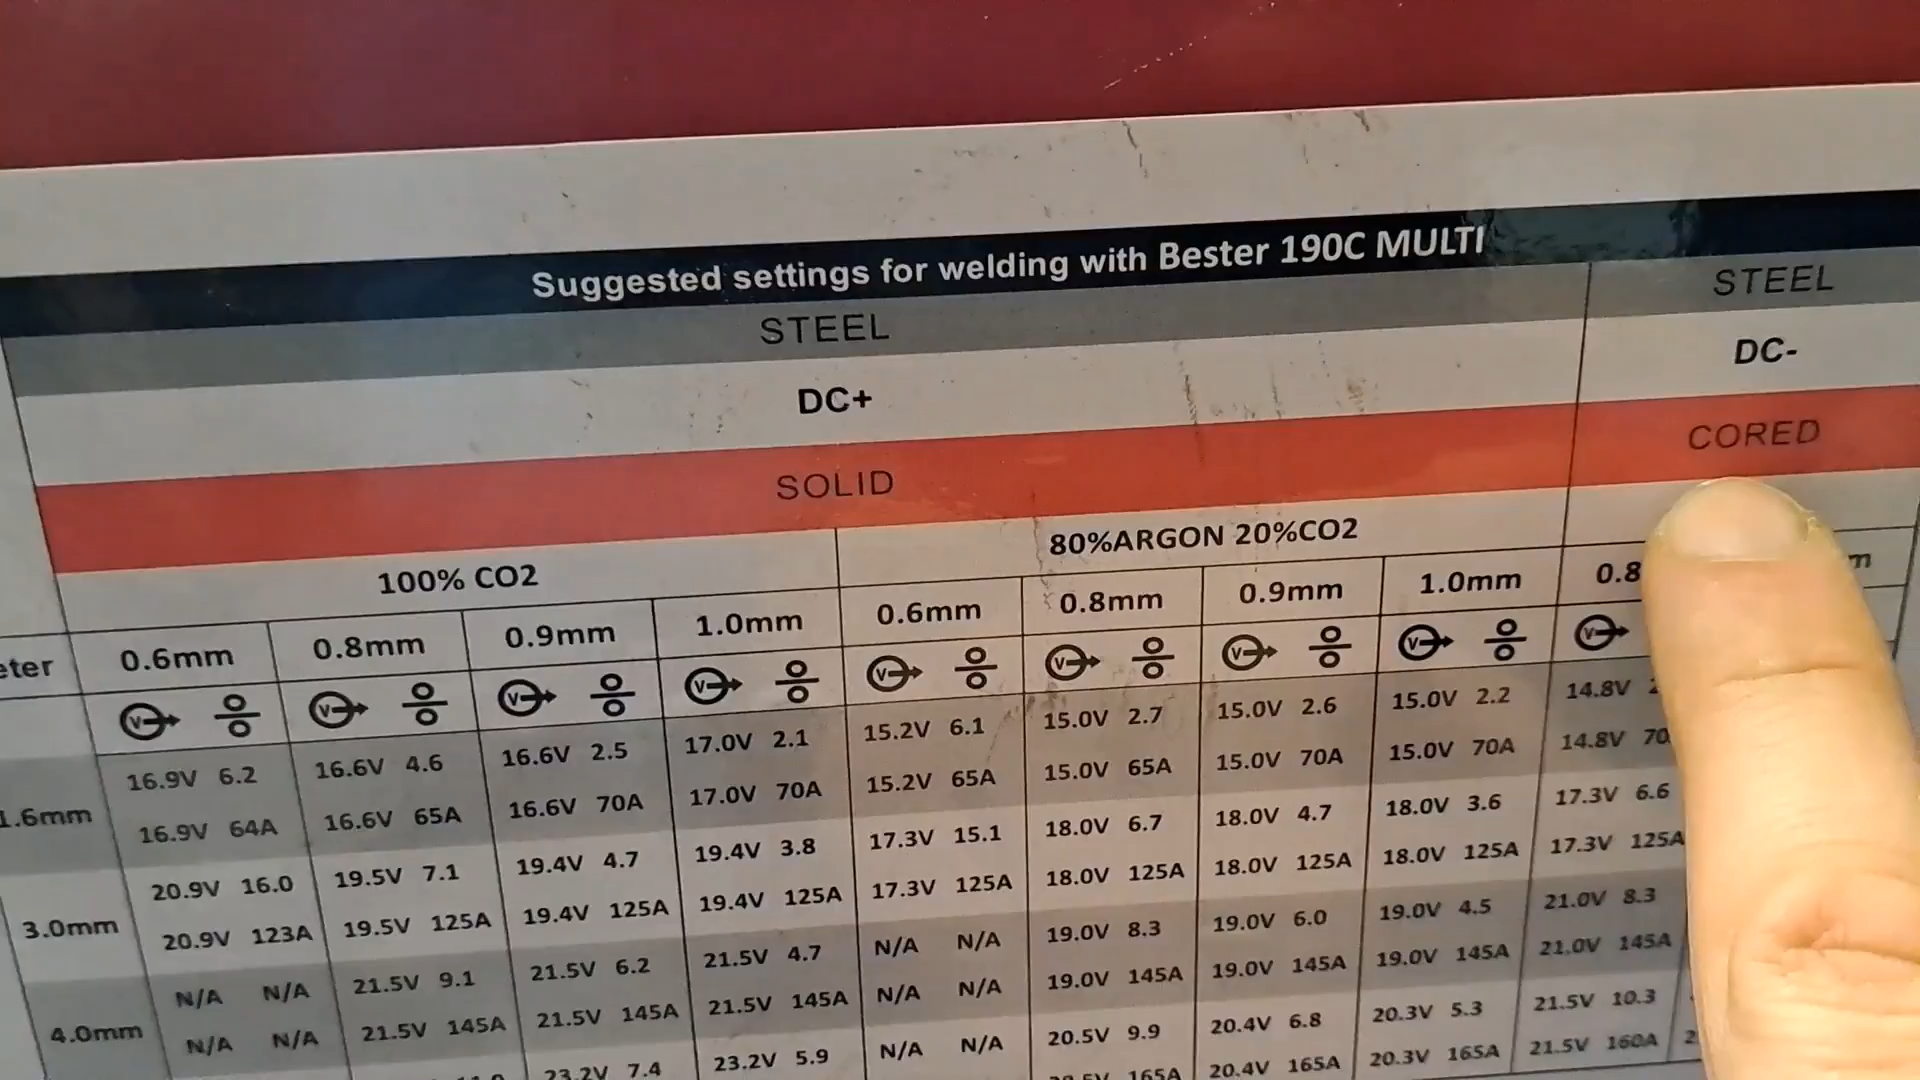 Suggested settings for welding with Bester 190C MULTI
STEEL STEEL
DC+ DC-
SOLID CORED
100% CO2 80%ARGON 20%CO2
0.6mm 0.8mm 0.9mm 1.0mm 0.6mm 0.8mm 0.9mm 1.0mm
V V V V V V V V V
16.9V 6.2 16.6V 4.6 16.6V 2.5 17.0V 2.1 15.2V 6.1 15.0V 2.7 15.0V 2.6 15.0V 2.2 14.8V
1.6mm 16.9V 64A 16.6V 65A 16.6V 70A 17.0V 70A 15.2V 65A 15.0V 65A 15.0V 70A 15.0V 70A 14.8V
20.9V 16.0 19.5V 7.1 19.4V 4.7 19.4V 3.8 17.3V 15.1 18.0V 6.7 18.0V 4.7 18.0V 3.6 17.3V 6.6
3.0mm 20.9V 123A 19.5V 125A 19.4V 125A 19.4V 125A 17.3V 125A 18.0V 125A 18.0V 125A 18.0V 125A 17.3V 125A
N/A N/A 21.5V 9.1 21.5V 6.2 21.5V 4.7 N/A N/A 19.0V 8.3 19.0V 6.0 19.0V 4.5 21.0V 8.3
4.0mm N/A N/A 21.5V 145A 21.5V 145A 21.5V 145A N/A N/A 19.0V 145A 19.0V 145A 19.0V 145A 21.0V 145A
23.2V 7.4 23.2V 5.9 N/A N/A 20.5V 9.9 20.4V 6.8 20.3V 5.3 21.5V 10.3
165A 20.4V 165A 20.3V 165A 21.5V 160A